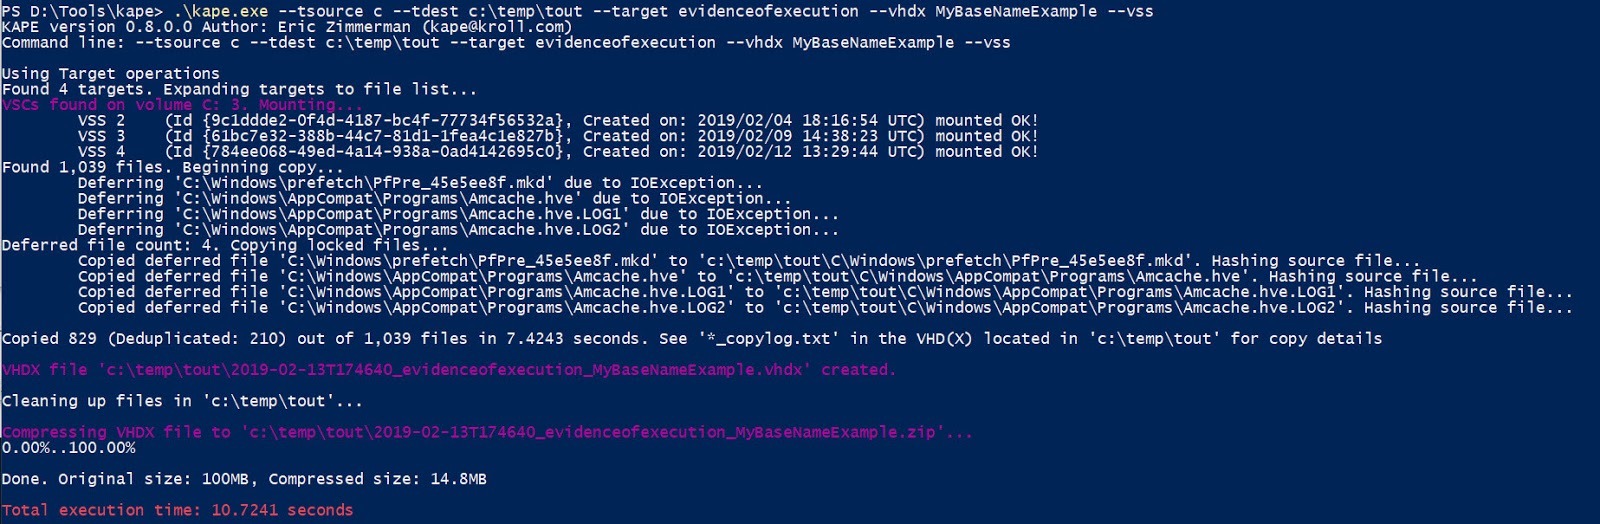 PS D:\Tools\kape> .\kape.exe --tsource c --tdest c:\temp\tout --target evidenceofexecution --vhdx MyBaseNameExample --vss
KAPE version 0.8.0.0 Author: Eric Zimmerman (kape@kroll.com)
Command line: --tsource c --tdest c:\temp\tout --target evidenceofexecution --vhdx MyBaseNameExample --vss
Using Target operations
Found 4 targets. Expanding targets to file list...
VSCs found on volume C: 3. Mounting...
VSS 2 (Id {9c1ddde2-0f4d-4187-bc4f-77734f56532a}, Created on: 2019/02/04 18:16:54 UTC) mounted OK!
VSS 3 (Id {61bc7e32-388b-44c7-81d1-1fea4c1e827b}, Created on: 2019/02/09 14:38:23 UTC) mounted OK!
VSS 4 (Id {784ee068-49ed-4a14-938a-0ad4142695c0}, Created on: 2019/02/12 13:29:44 UTC) mounted OK!
Found 1,039 files. Beginning copy...
Deferring 'C:\Windows\prefetch\PfPre_45e5ee8f.mkd' due to IOException...
Deferring 'C:\Windows\AppCompat\Programs\Amcache.hve' due to IOException...
Deferring 'C:\Windows\AppCompat\Programs\Amcache.hve.LOG1' due to IOException...
Deferring 'C:\Windows\AppCompat\Programs\Amcache.hve.LOG2' due to IOException...
Deferred file count: 4. Copying locked files...
Copied deferred file 'C:\Windows\prefetch\PfPre_45e5ee8f.mkd' to 'c:\temp\tout\C\Windows\prefetch\PfPre_45e5ee8f.mkd'. Hashing source file...
Copied deferred file 'C:\Windows\AppCompat\Programs\Amcache.hve' to 'c:\temp\tout\C\Windows\AppCompat\Programs\Amcache.hve'. Hashing source file...
Copied deferred file 'C:\Windows\AppCompat\Programs\Amcache.hve.LOG1' to 'c:\temp\tout\C\Windows\AppCompat\Programs\Amcache.hve.LOG1'. Hashing source file...
Copied deferred file 'C:\Windows\AppCompat\Programs\Amcache.hve.LOG2' to 'c:\temp\tout\C\Windows\AppCompat\Programs\Amcache.hve.LOG2'. Hashing source file...
Copied 829 (Deduplicated: 210) out of 1,039 files in 7.4243 seconds. See '*_copylog.txt' in the VHD(X) located in 'c:\temp\tout' for copy details
VHDX file 'c:\temp\tout\2019-02-13T174640_evidenceofexecution_MyBaseNameExample.vhdx' created.
Cleaning up files in 'c:\temp\tout'...
Compressing VHDX file to 'c:\temp\tout\2019-02-13T174640_evidenceofexecution_MyBaseNameExample.zip'...
0.00%..100.00%
Done. Original size: 100MB, Compressed size: 14.8MB
Total execution time: 10.7241 seconds